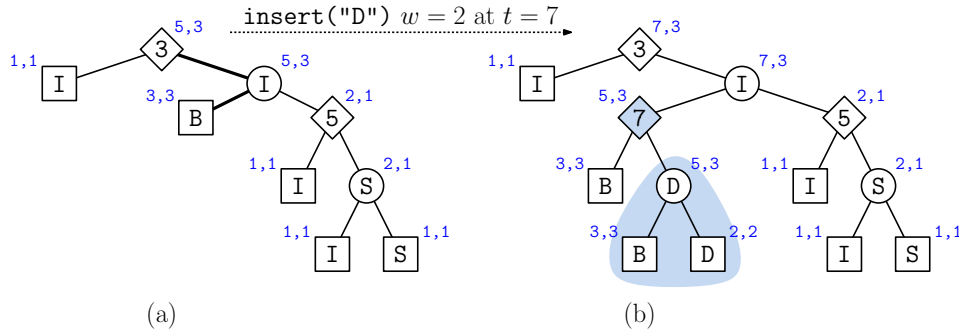 insert("D") w = 2 at t = 7
5,3 7,3
3 3
1,1 5,3 1,1 7,3
I I I I
3,3 2,1 5,3 2,1
B 5 7 5
1,1 2,1 3,3 5,3 1,1 2,1
I S B D I S
1,1 1,1 3,3 2,2 1,1 1,1
I S B D I S
(a) (b)